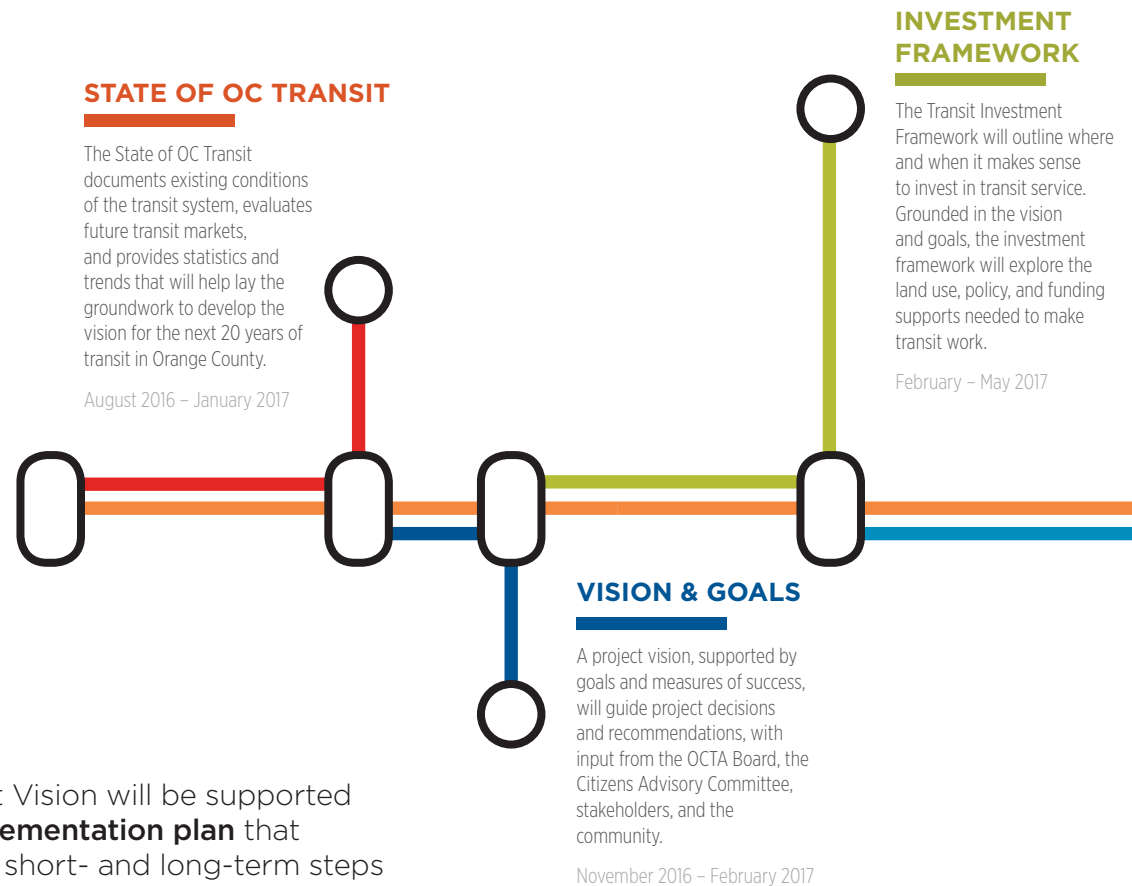 STATE OF OC TRANSIT
The State of OC Transit
documents existing conditions
of the transit system, evaluates
future transit markets,
and provides statistics and
trends that will help lay the
groundwork to develop the
vision for the next 20 years of
transit in Orange County.
August 2016 – January 2017
INVESTMENT
FRAMEWORK
The Transit Investment
Framework will outline where
and when it makes sense
to invest in transit service.
Grounded in the vision
and goals, the investment
framework will explore the
land use, policy, and funding
supports needed to make
transit work.
February – May 2017
VISION & GOALS
A project vision, supported by
goals and measures of success,
will guide project decisions
and recommendations, with
input from the OCTA Board, the
Citizens Advisory Committee,
stakeholders, and the
community.
November 2016 – February 2017
t Vision will be supported
ementation plan that
short- and long-term steps